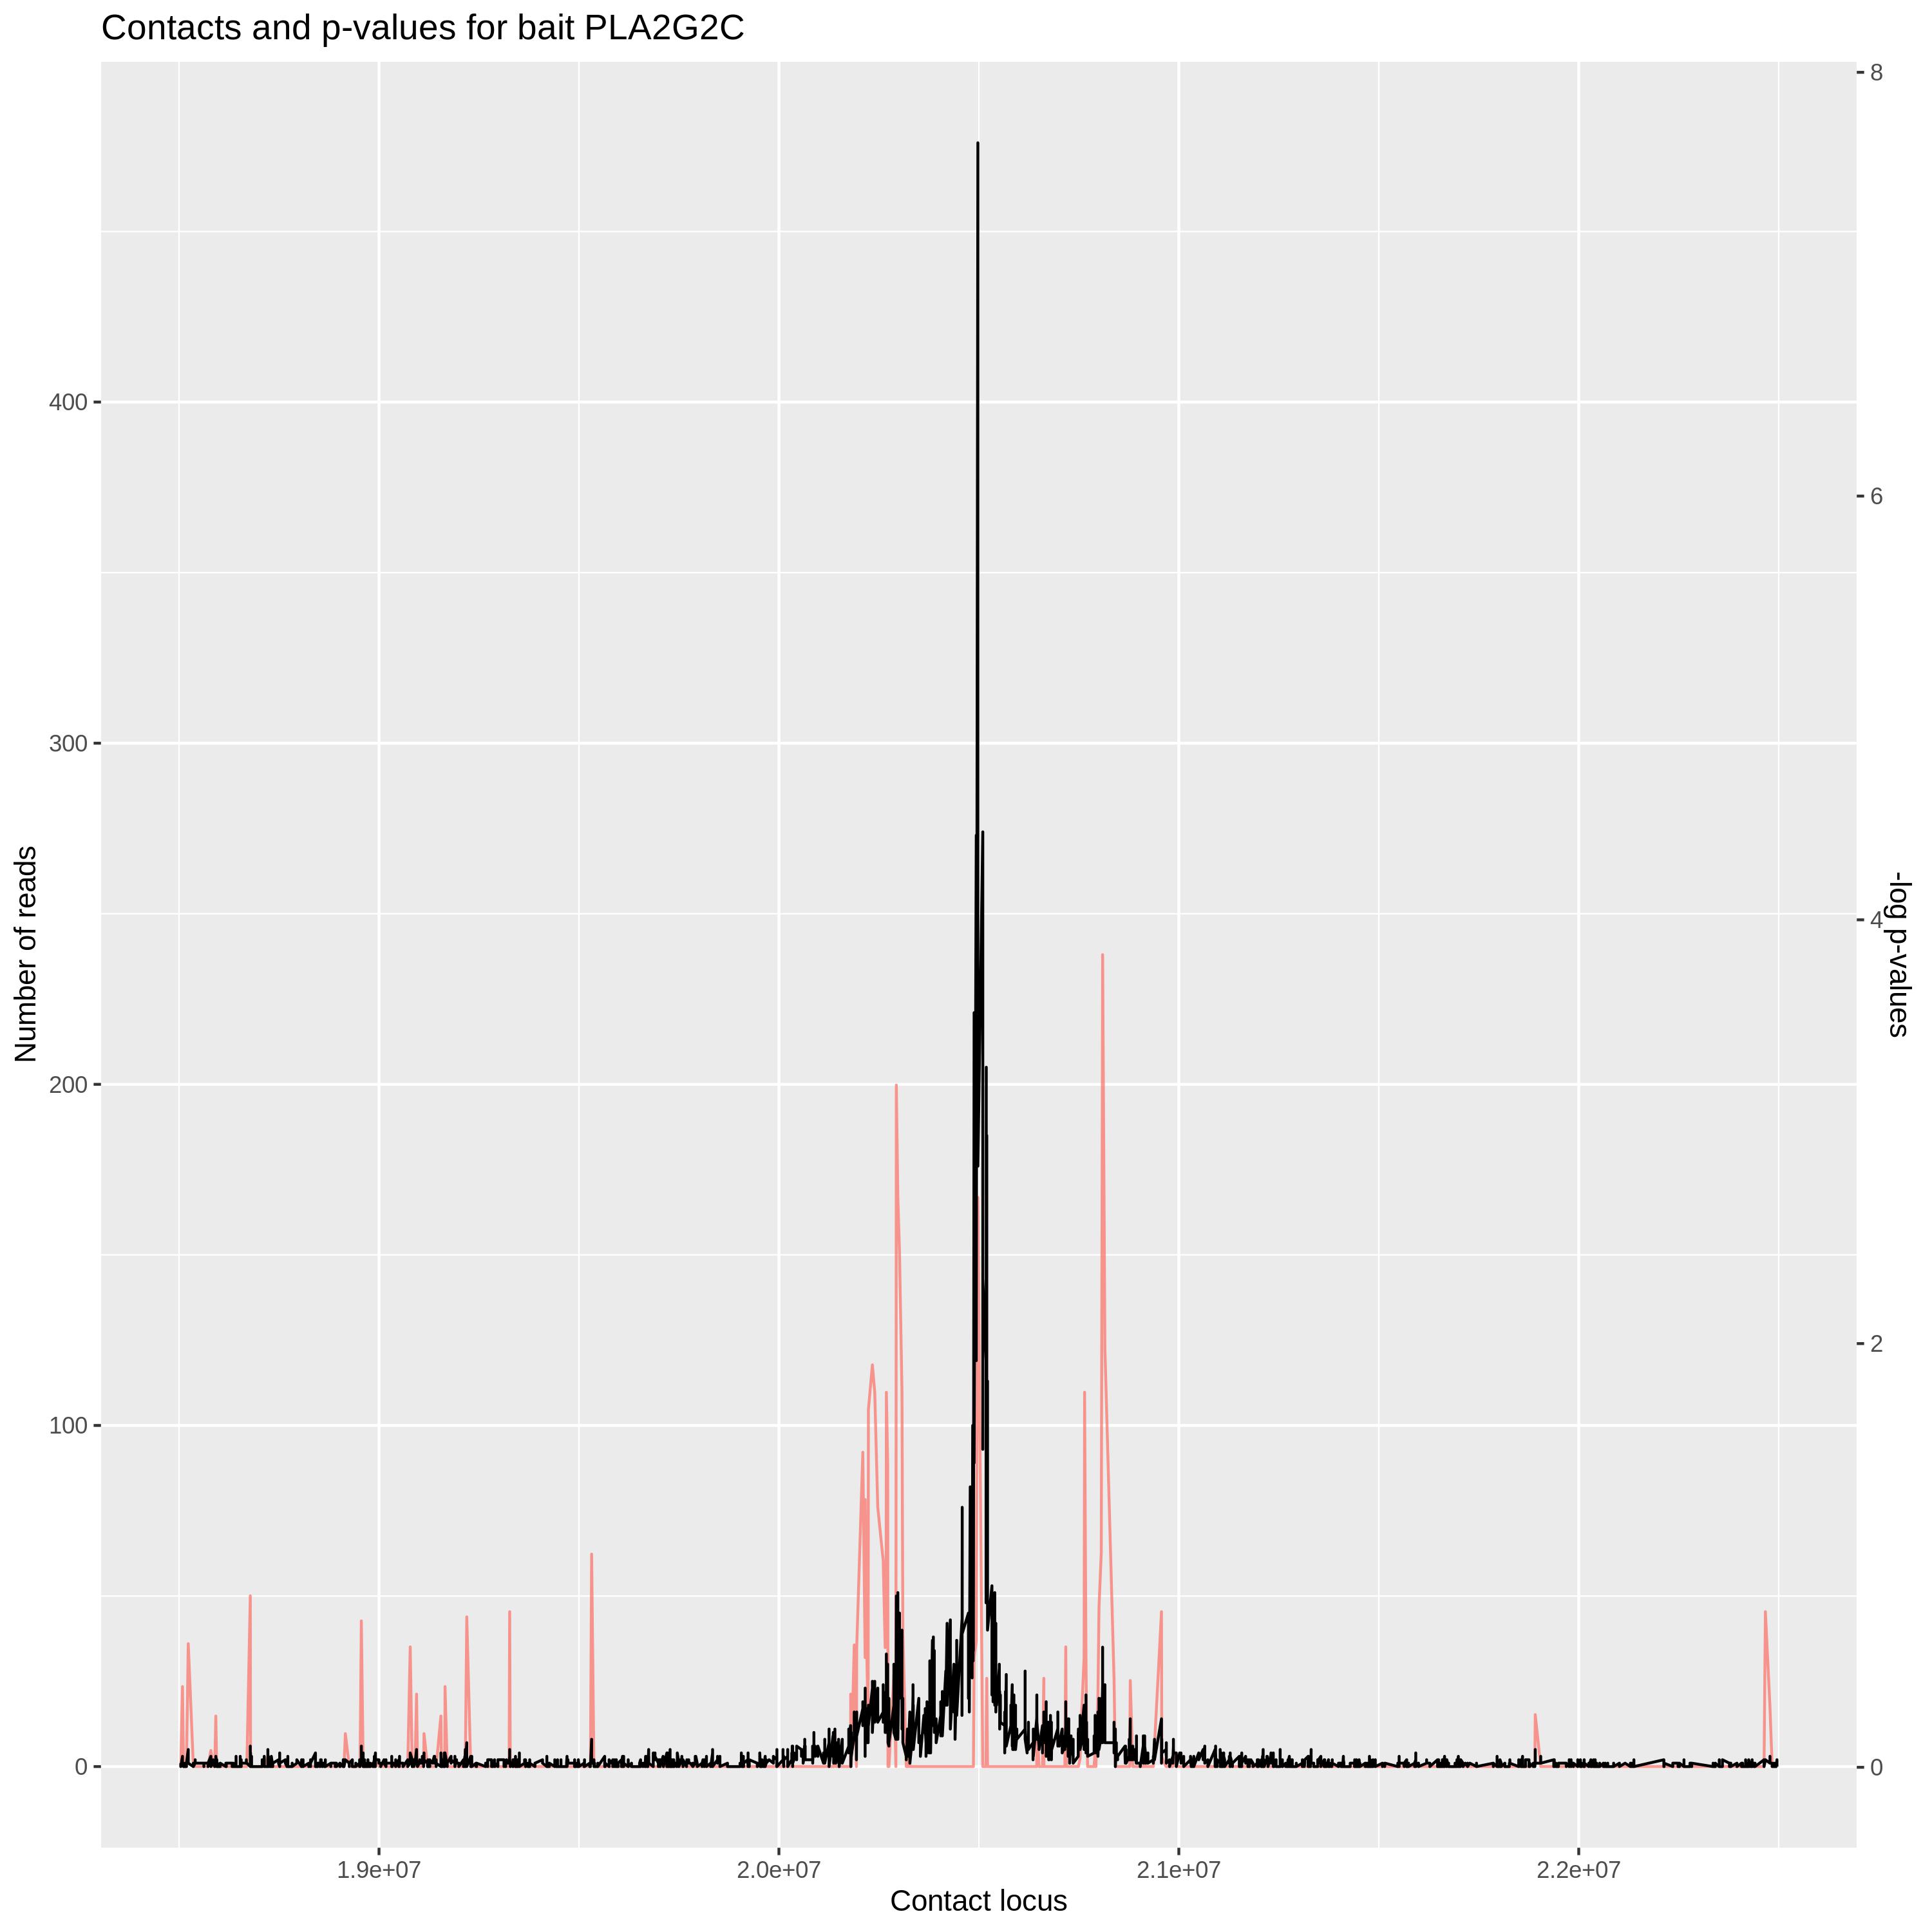 Contacts and p-values for bait PLA2G2C
Number of reads
400
300
200
100
0
8
6
4
2
0
-log p-values
1.9e+07 2.0e+07 2.1e+07 2.2e+07
Contact locus